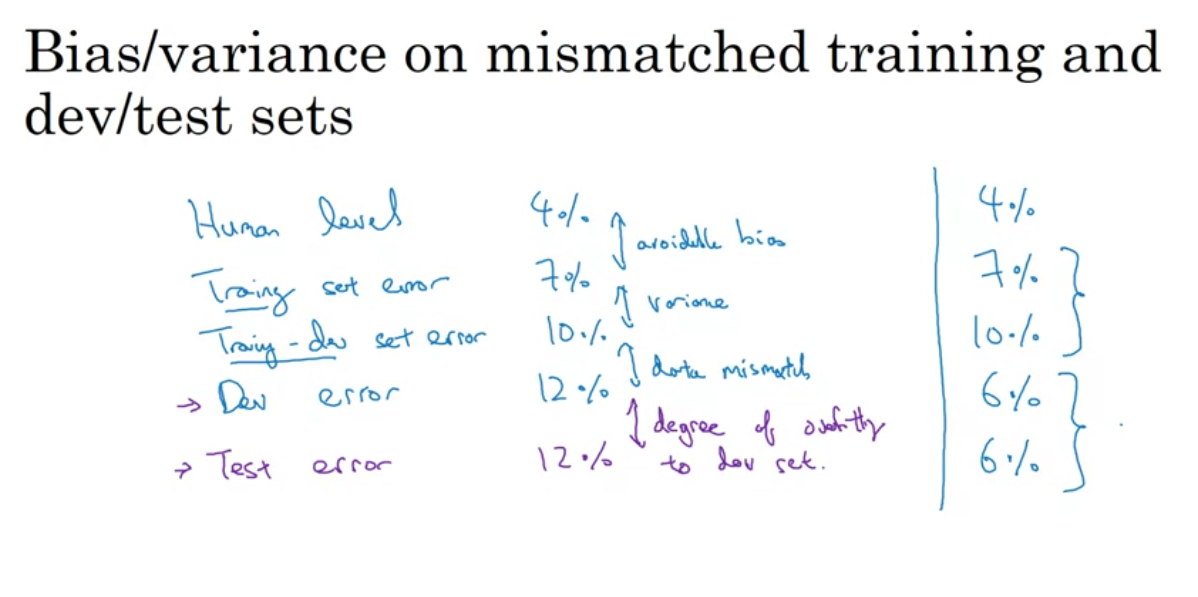 Bias/variance on mismatched training and
dev/test sets
Human level 4% 4%
avoidable bias
Training set error 7% 7%
variance
Training-dev set error 10% 10%
data mismatch
→ Dev error 12% 6%
degree of overfitting
to dev set.
→ Test error 12% 6%